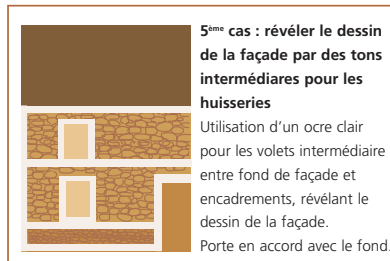 5ème cas : révéler le dessin
de la façade par des tons
intermédiares pour les
huisseries
Utilisation d'un ocre clair
pour les volets intermédiaire
entre fond de façade et
encadrements, révélant le
dessin de la façade.
Porte en accord avec le fond.